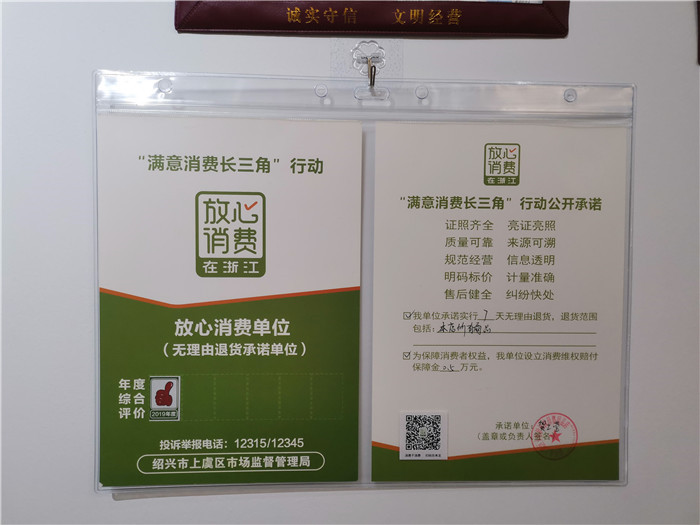 诚实守信 文明经营
“满意消费长三角”行动
放心
消费
在浙江
放心消费单位
（无理由退货承诺单位）
年度
综合
评价
2019年度
投诉举报电话：12315/12345
绍兴市上虞区市场监督管理局
放心
消费
在浙江
“满意消费长三角”行动公开承诺
证照齐全 亮证亮照
质量可靠 来源可溯
规范经营 信息透明
明码标价 计量准确
售后健全 纠纷快处
我单位承诺实行7天无理由退货，退货范围
包括：
为保障消费者权益，我单位设立消费维权赔付
保障金 万元。
承诺单位
（盖章或负责人签名